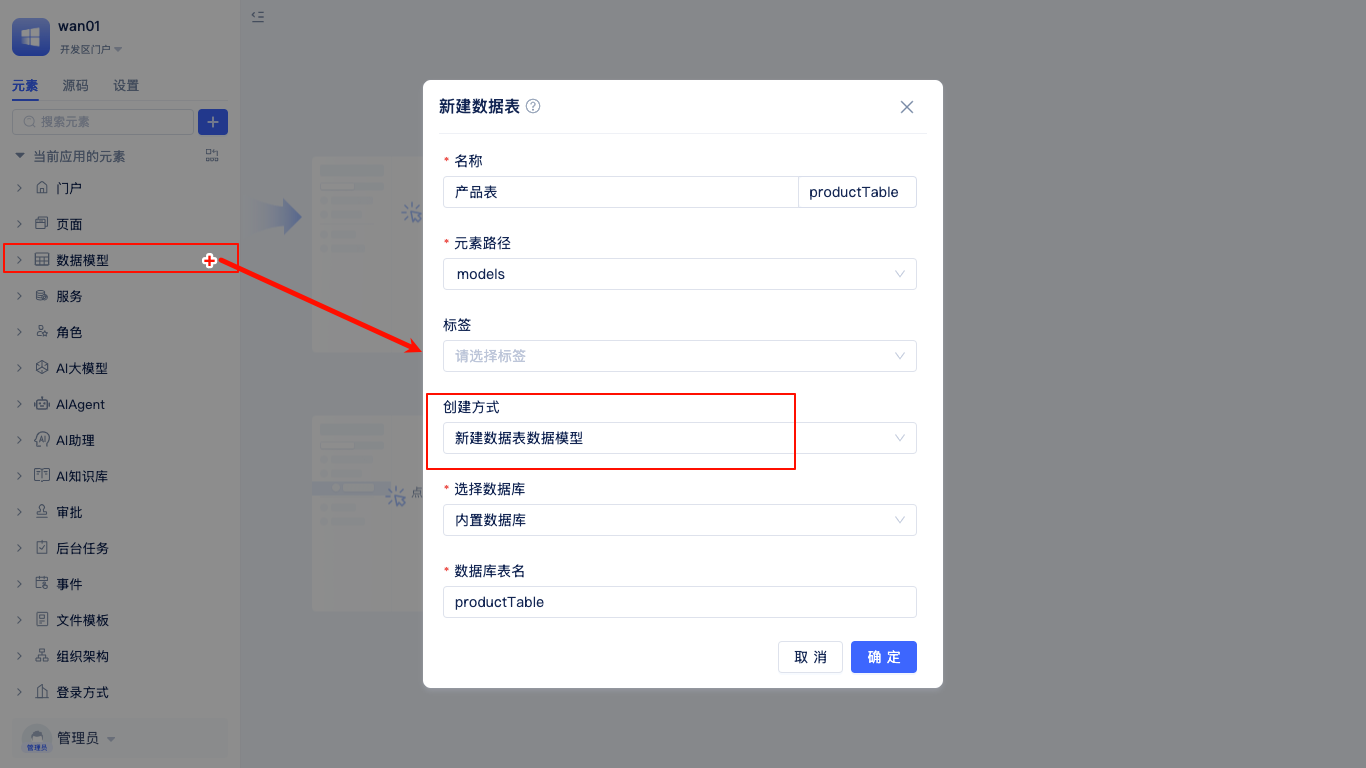 wan01
开发区门户
元素 源码 设置
搜索元素
当前应用的元素
门户
页面
数据模型
服务
角色
AI大模型
AIAgent
AI助理
AI知识库
审批
后台任务
事件
文件模板
组织架构
登录方式
管理员
管理员
点
新建数据表
* 名称
产品表 productTable
* 元素路径
models
标签
请选择标签
创建方式
新建数据表数据模型
* 选择数据库
内置数据库
* 数据库表名
productTable
取消 确定